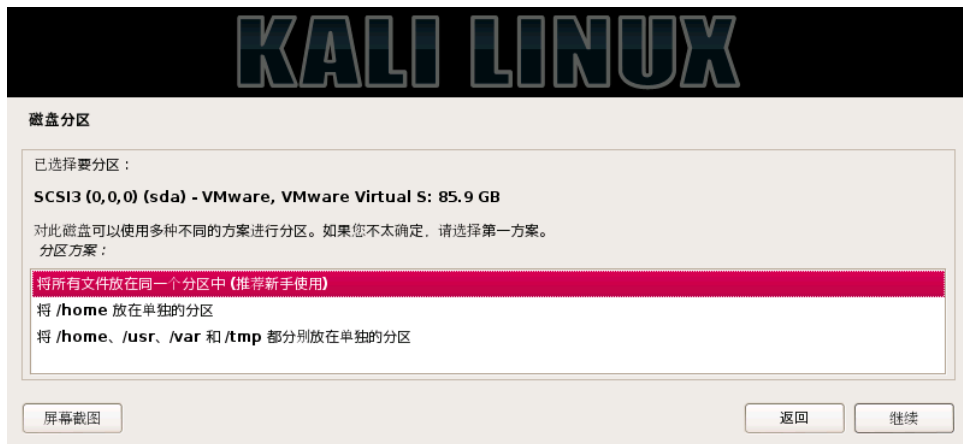 KALI LINUX
磁盘分区
已选择要分区：
SCSI3 (0,0,0) (sda) - VMware, VMware Virtual S: 85.9 GB
对此磁盘可以使用多种不同的方案进行分区。如果您不太确定，请选择第一方案。
分区方案：
将所有文件放在同一个分区中 (推荐新手使用)
将 /home 放在单独的分区
将 /home、/usr、/var 和 /tmp 都分别放在单独的分区
屏幕截图
返回
继续